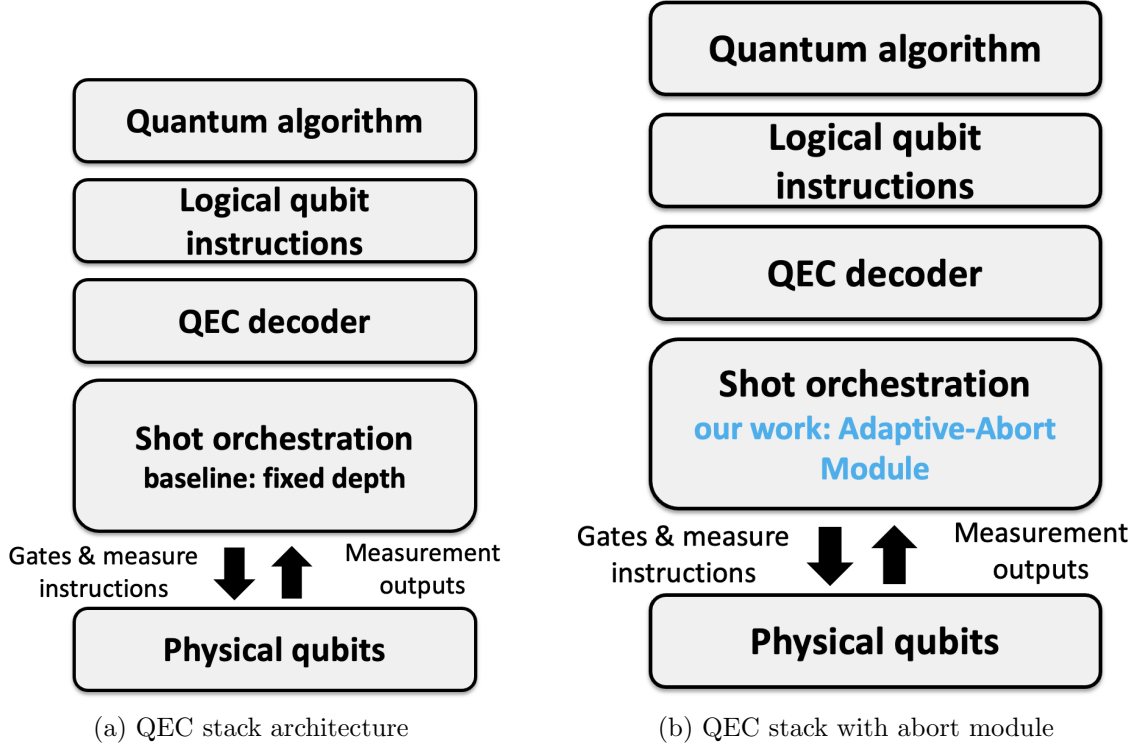 Quantum algorithm
Logical qubit
instructions
QEC decoder
Shot orchestration
baseline: fixed depth
Gates & measure
instructions
Measurement
outputs
Physical qubits
(a) QEC stack architecture
Quantum algorithm
Logical qubit
instructions
QEC decoder
Shot orchestration
our work: Adaptive-Abort
Module
Gates & measure
instructions
Measurement
outputs
Physical qubits
(b) QEC stack with abort module